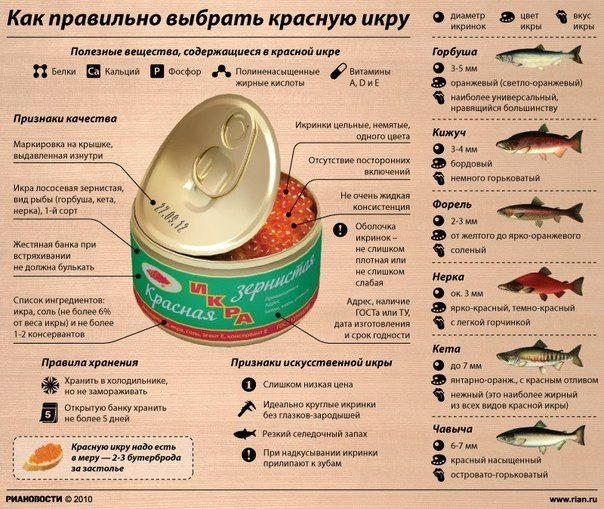 Как правильно выбрать красную икру
Полезные вещества, содержащиеся в красной икре
Белки
Ca Кальций
P Фосфор
Полиненасыщенные
жирные кислоты
Витамины
A, D и E
Признаки качества
Маркировка на крышке,
выдавленная изнутри
Икра лососевая зернистая,
вид рыбы (горбуша, кета,
нерка), 1-й сорт
Жестяная банка при
встряхивании
не должна булькать
Список ингредиентов:
икра, соль (не более 6%
от веса икры) и не более
1-2 консервантов
Икринки цельные, немятые,
одного цвета
Отсутствие посторонних
включений
Не очень жидкая
консистенция
! Оболочка
икринок –
не слишком
плотная или
не слишком
слабая
Адрес, наличие
ГОСТа или ТУ,
дата изготовления
и срок годности
27.09.12
Красная
ИКРА
зернистая
Правила хранения
Хранить в холодильнике,
но не замораживать
5 Открытую банку хранить
не более 5 дней
Красную икру надо есть
в меру — 2-3 бутерброда
за застолье
Признаки искусственной икры
1 Слишком низкая цена
Идеально круглые икринки
без глазков-зародышей
Резкий селедочный запах
! При надкусывании икринки
прилипают к зубам
диаметр
икринок
цвет
икры
вкус
икры
Горбуша
3-5 мм
оранжевый (светло-оранжевый)
наиболее универсальный,
нравящийся большинству
Кижуч
3-4 мм
бордовый
немного горьковатый
Форель
2-3 мм
от желтого до ярко-оранжевого
соленый
Нерка
ок. 3 мм
ярко-красный, темно-красный
с легкой горчинкой
Кета
до 7 мм
янтарно-оранж., с красным отливом
нежный (это наиболее жирный
из всех видов красной икры)
Чавыча
6-7 мм
красный насыщенный
островато-горьковатый
РИАНОВОСТИ © 2010
www.rian.ru